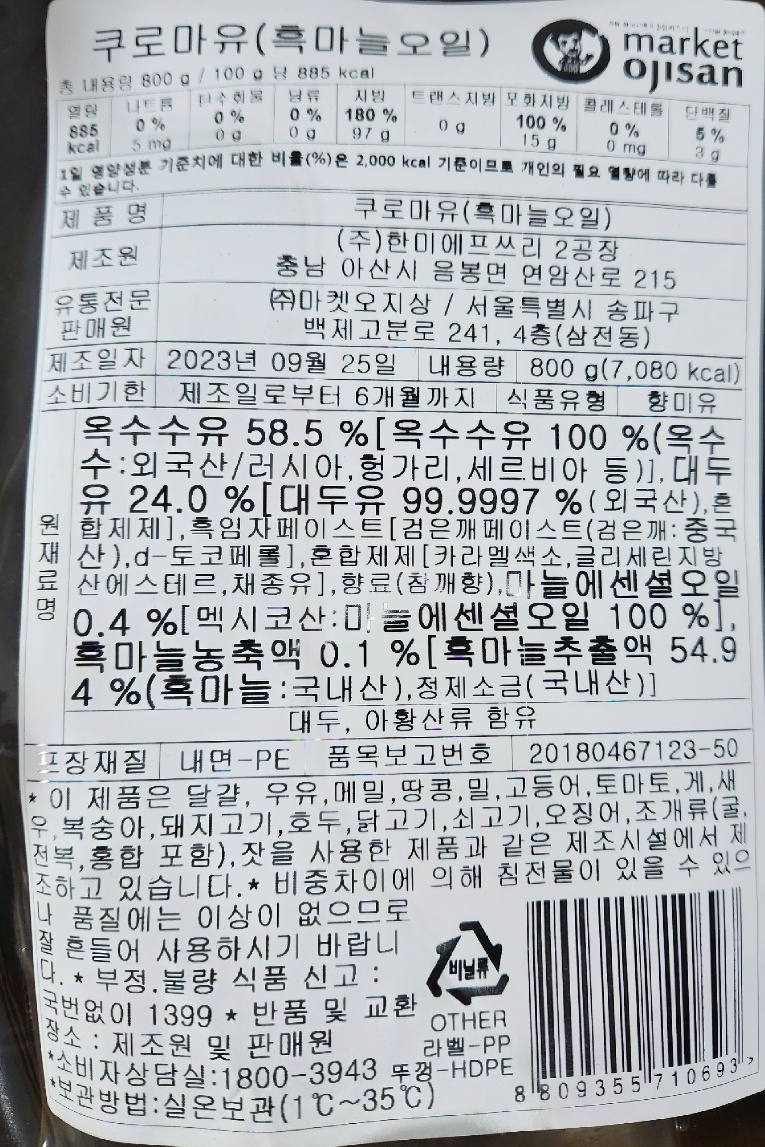 쿠로마유(흑마늘오일)
market
ojisan
총 내용량 800 g / 100 g 당 885 kcal
열량 나트륨 탄수화물 당류 지방 트랜스지방 포화지방 콜레스테롤 단백질
885 0 % 0 % 0 % 180 % 0 g 100 % 0 % 5 %
kcal 5 mg 0 g 0 g 97 g 15 g 0 mg 3 g
1일 영양성분 기준치에 대한 비율(%)은 2,000 kcal 기준이므로 개인의 필요 열량에 따라 다를
수 있습니다.
제 품 명 쿠로마유(흑마늘오일)
제조원 (주)한미에프쓰리 2공장
충남 아산시 음봉면 연암산로 215
유통전문 ㈜마켓오지상 / 서울특별시 송파구
판매원 백제고분로 241, 4층(삼전동)
제조일자 2023년 09월 25일 내용량 800 g(7,080 kcal)
소비기한 제조일로부터 6개월까지 식품유형 향미유
원재료명
옥수수유 58.5 %[옥수수유 100 %(옥수
수:외국산/러시아,헝가리,세르비아 등)],대두
유 24.0 %[대두유 99.9997 %(외국산),혼
합제제],흑임자페이스트[검은깨페이스트(검은깨:중국
산),d-토코페롤],혼합제제[카라멜색소,글리세린지방
산에스테르,채종유],향료(참깨향),마늘에센셜오일
0.4 %[멕시코산:마늘에센셜오일 100 %],
흑마늘농축액 0.1 %[흑마늘추출액 54.9
4 %(흑마늘:국내산),정제소금(국내산)]
대두, 아황산류 함유
포장재질 내면-PE 품목보고번호 20180467123-50
* 이 제품은 달걀, 우유,메밀,땅콩,밀,고등어,토마토,게,새
우,복숭아,돼지고기,호두,닭고기,쇠고기,오징어,조개류(굴,
전복,홍합 포함),잣을 사용한 제품과 같은 제조시설에서 제
조하고 있습니다.* 비중차이에 의해 침전물이 있을 수 있으
나 품질에는 이상이 없으므로
잘 흔들어 사용하시기 바랍니
다. * 부정.불량 식품 신고 :
국번없이 1399 * 반품 및 교환
장소 : 제조원 및 판매원
*소비자상담실:1800-3943
*보관방법:실온보관(1℃~35℃)
비닐류
OTHER
라벨-PP
뚜껑-HDPE
8 809355 710693 >